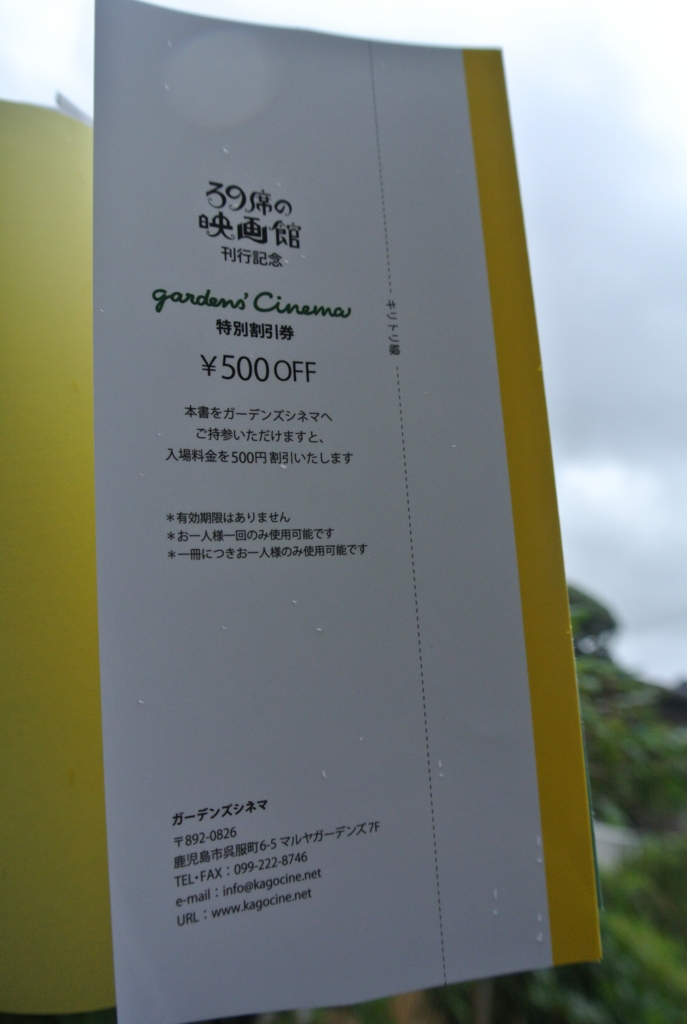 39席の
映画館
刊行記念
gardens' Cinema
特別割引券
￥500 OFF
本書をガーデンズシネマへ
ご持参いただけますと、
入場料金を500円割引いたします
＊有効期限はありません
＊お一人様一回のみ使用可能です
＊一冊につきお一人様のみ使用可能です
キリトリ線
ガーデンズシネマ
〒892-0826
鹿児島市呉服町6-5 マルヤガーデンズ7F
TEL・FAX：099-222-8746
e-mail：info@kagocine.net
URL：www.kagocine.net